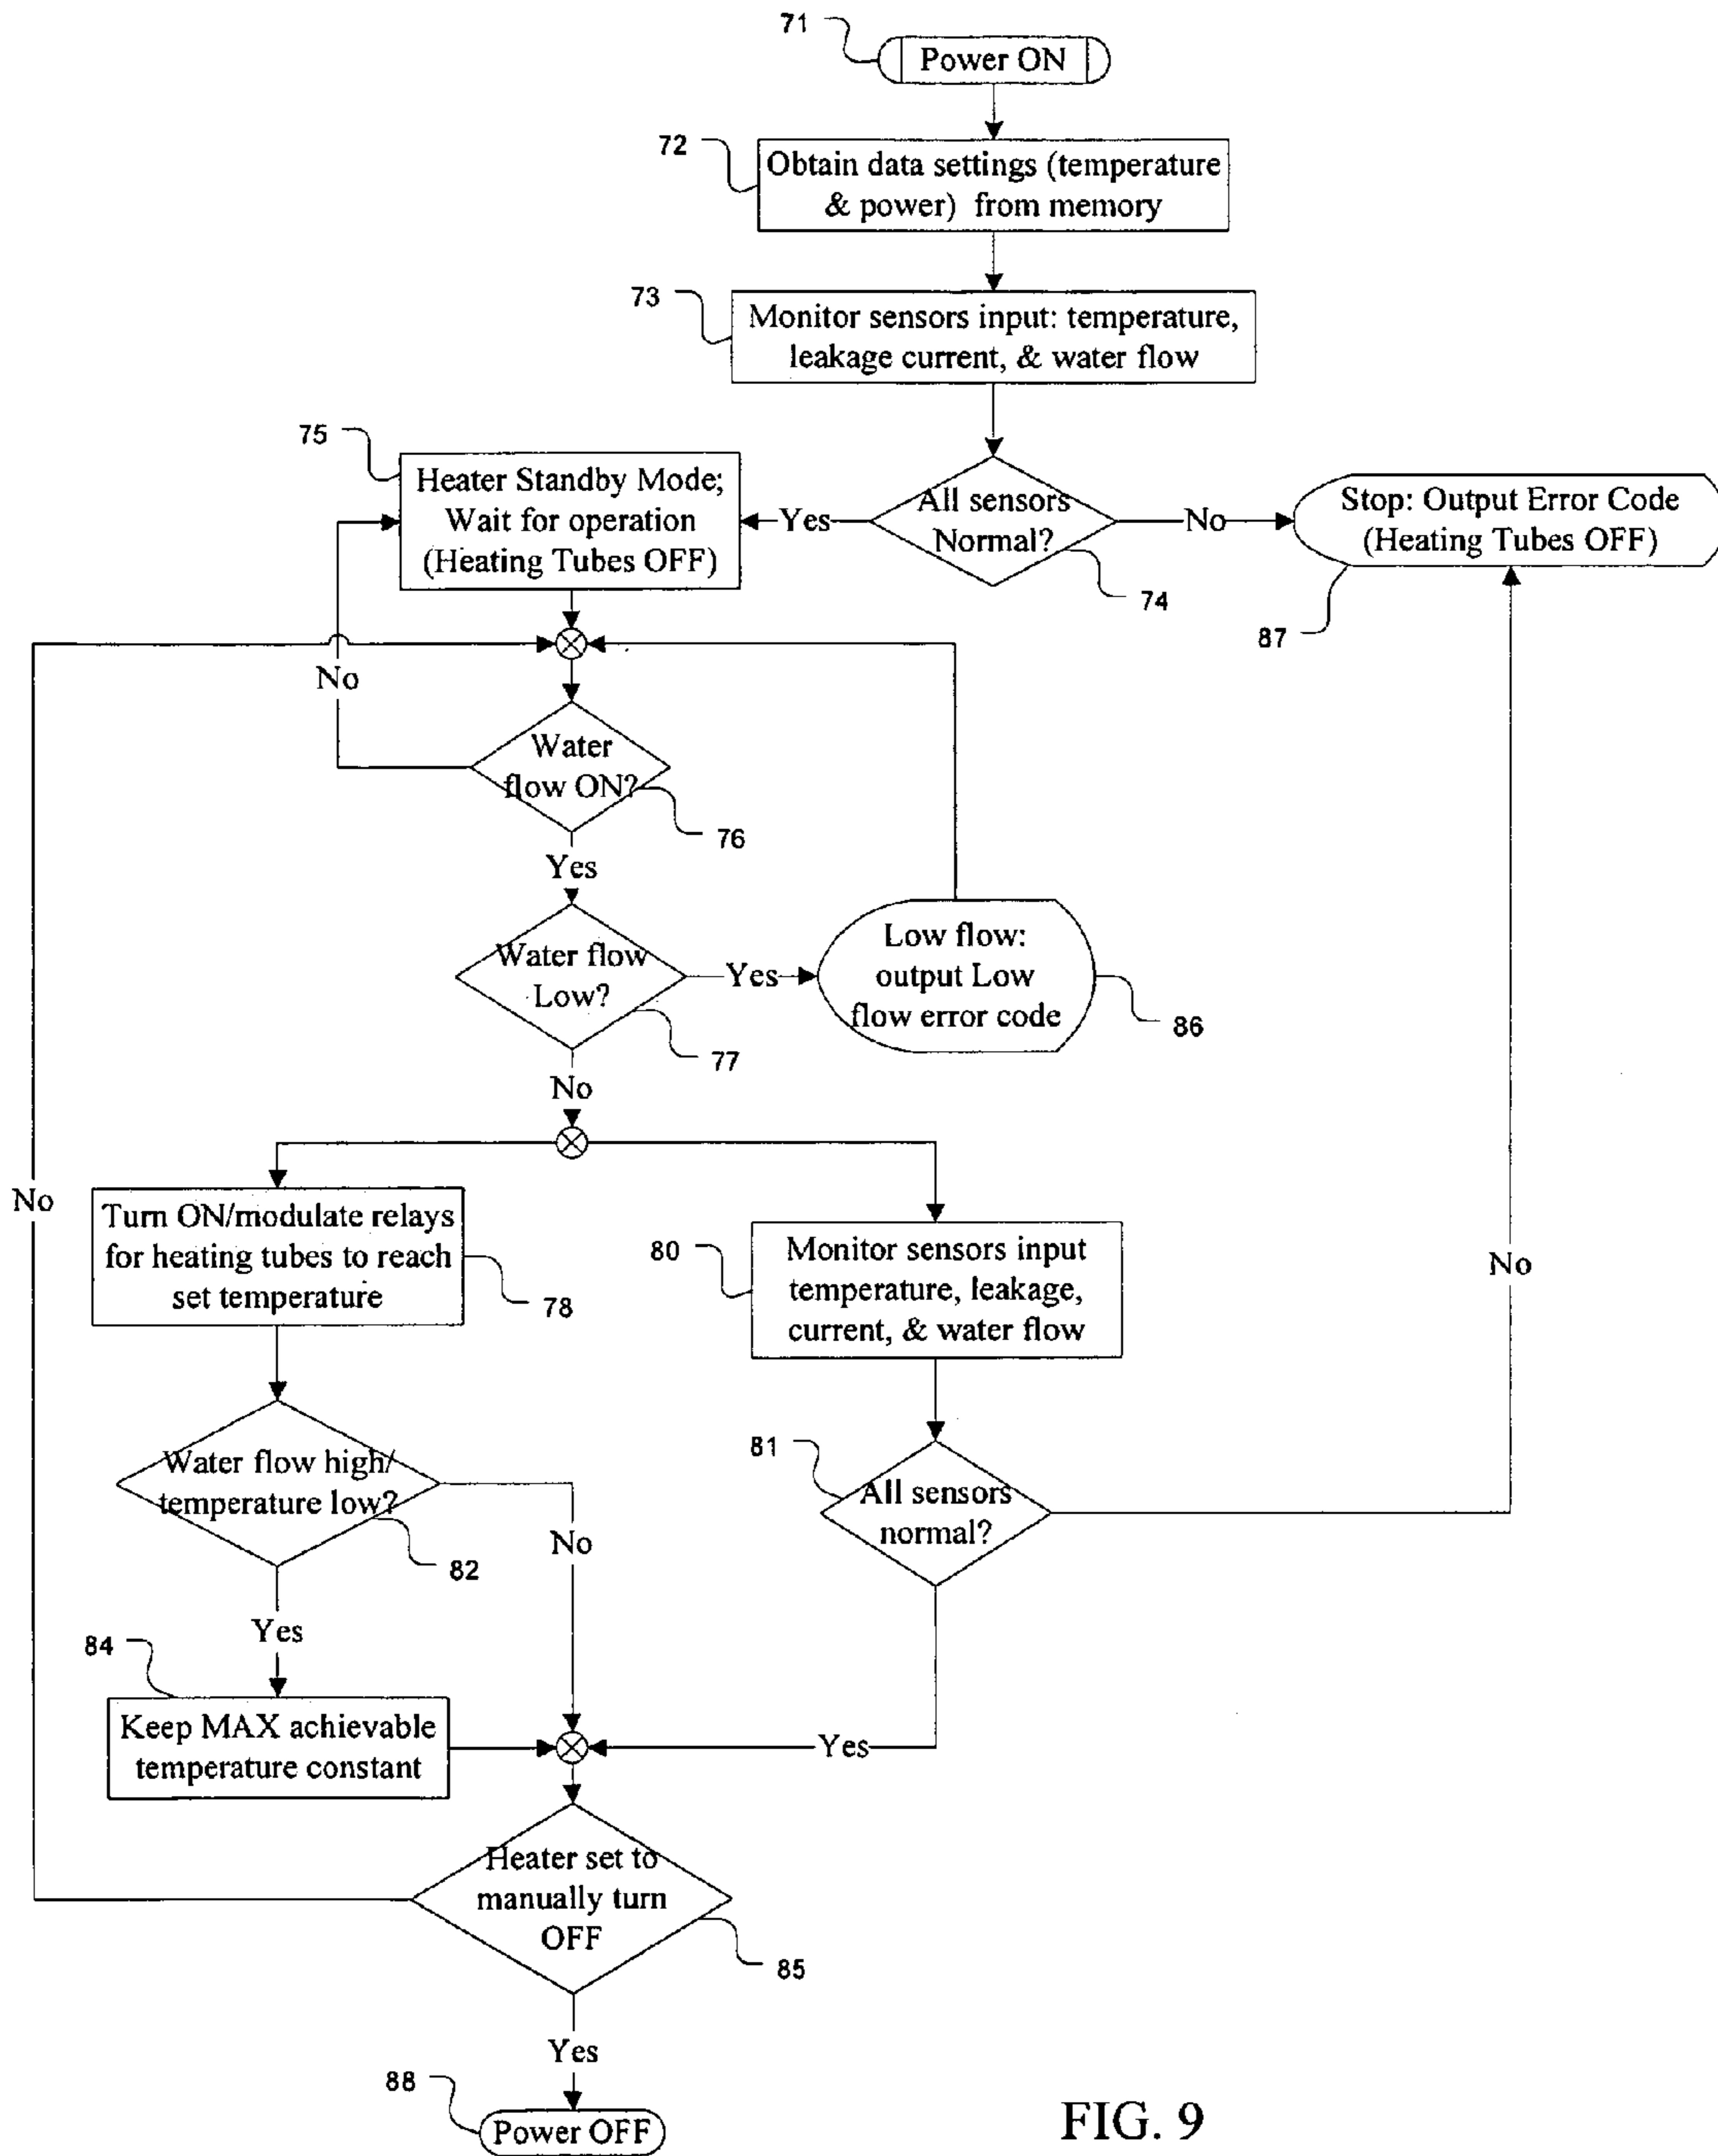 71
Power ON
72
Obtain data settings (temperature
& power) from memory
73
Monitor sensors input: temperature,
leakage current, & water flow
75
Heater Standby Mode;
Wait for operation
(Heating Tubes OFF)
Yes
All sensors
Normal?
74
No
Stop: Output Error Code
(Heating Tubes OFF)
87
No
Water
flow ON?
76
Yes
Water flow
Low?
77
Yes
Low flow:
output Low
flow error code
86
No
No
Turn ON/modulate relays
for heating tubes to reach
set temperature
78
80
Monitor sensors input
temperature, leakage,
current, & water flow
No
Water flow high/
temperature low?
82
No
81
All sensors
normal?
Yes
84
Keep MAX achievable
temperature constant
Yes
Heater set to
manually turn
OFF
85
Yes
88
Power OFF
FIG. 9